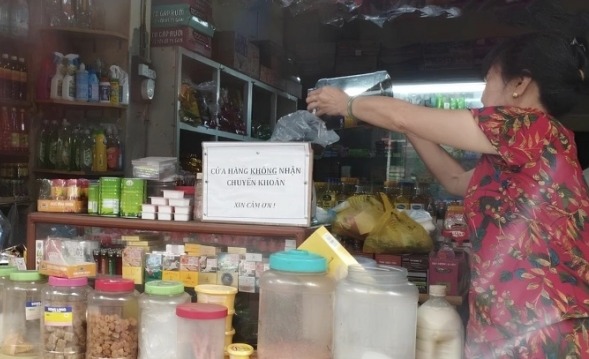 CỬA HÀNG KHÔNG NHẬN
CHUYỂN KHOẢN
XIN CẢM ƠN !